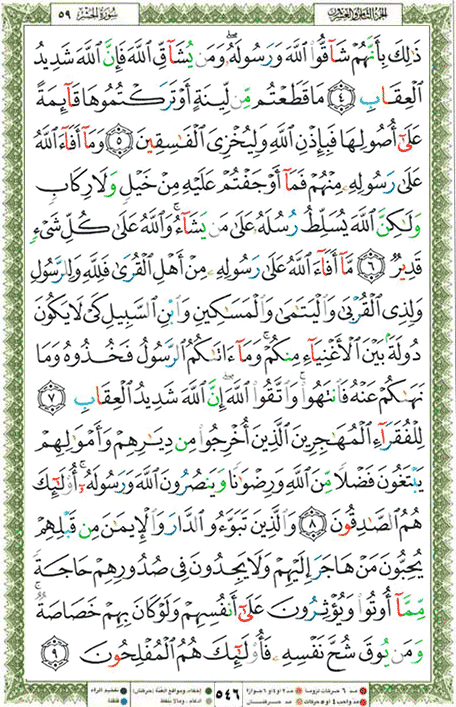 الجزء الثامن والعشرون سورة الحشر ٥٩
ذَٰلِكَ بِأَنَّهُمْ شَآقُّوا۟ ٱللَّهَ وَرَسُولَهُۥ ۖ وَمَن يُشَآقِّ ٱللَّهَ فَإِنَّ ٱللَّهَ شَدِيدُ
ٱلْعِقَابِ ٤ مَا قَطَعْتُم مِّن لِّينَةٍ أَوْ تَرَكْتُمُوهَا قَآئِمَةً
عَلَىٰٓ أُصُولِهَا فَبِإِذْنِ ٱللَّهِ وَلِيُخْزِىَ ٱلْفَـٰسِقِينَ ٥ وَمَآ أَفَآءَ ٱللَّهُ
عَلَىٰ رَسُولِهِۦ مِنْهُمْ فَمَآ أَوْجَفْتُمْ عَلَيْهِ مِنْ خَيْلٍ وَلَا رِكَابٍ
وَلَـٰكِنَّ ٱللَّهَ يُسَلِّطُ رُسُلَهُۥ عَلَىٰ مَن يَشَآءُ ۚ وَٱللَّهُ عَلَىٰ كُلِّ شَىْءٍ
قَدِيرٌ ٦ مَّآ أَفَآءَ ٱللَّهُ عَلَىٰ رَسُولِهِۦ مِنْ أَهْلِ ٱلْقُرَىٰ فَلِلَّهِ وَلِلرَّسُولِ
وَلِذِى ٱلْقُرْبَىٰ وَٱلْيَتَـٰمَىٰ وَٱلْمَسَـٰكِينِ وَٱبْنِ ٱلسَّبِيلِ كَىْ لَا يَكُونَ
دُولَةًۢ بَيْنَ ٱلْأَغْنِيَآءِ مِنكُمْ ۚ وَمَآ ءَاتَىٰكُمُ ٱلرَّسُولُ فَخُذُوهُ وَمَا
نَهَىٰكُمْ عَنْهُ فَٱنتَهُوا۟ ۚ وَٱتَّقُوا۟ ٱللَّهَ ۖ إِنَّ ٱللَّهَ شَدِيدُ ٱلْعِقَابِ ٧
لِلْفُقَرَآءِ ٱلْمُهَـٰجِرِينَ ٱلَّذِينَ أُخْرِجُوا۟ مِن دِيَـٰرِهِمْ وَأَمْوَٰلِهِمْ
يَبْتَغُونَ فَضْلًا مِّنَ ٱللَّهِ وَرِضْوَٰنًا وَيَنصُرُونَ ٱللَّهَ وَرَسُولَهُۥٓ ۚ أُو۟لَـٰٓئِكَ
هُمُ ٱلصَّـٰدِقُونَ ٨ وَٱلَّذِينَ تَبَوَّءُو ٱلدَّارَ وَٱلْإِيمَـٰنَ مِن قَبْلِهِمْ
يُحِبُّونَ مَنْ هَاجَرَ إِلَيْهِمْ وَلَا يَجِدُونَ فِى صُدُورِهِمْ حَاجَةً
مِّمَّآ أُوتُوا۟ وَيُؤْثِرُونَ عَلَىٰٓ أَنفُسِهِمْ وَلَوْ كَانَ بِهِمْ خَصَاصَةٌ ۚ
وَمَن يُوقَ شُحَّ نَفْسِهِۦ فَأُو۟لَـٰٓئِكَ هُمُ ٱلْمُفْلِحُونَ ٩
٥٤٦